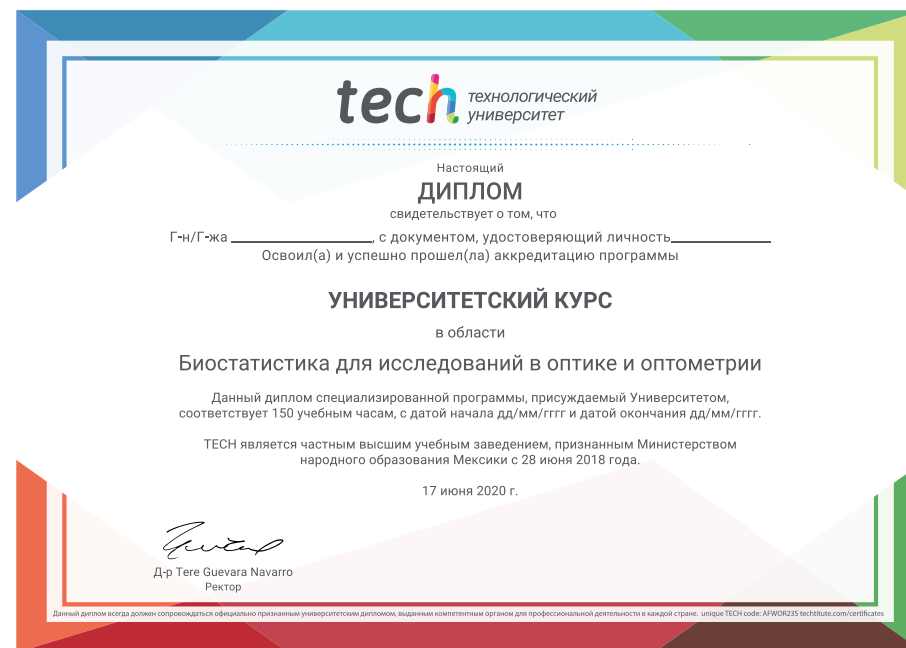 tech технологический
университет
Настоящий
ДИПЛОМ
свидетельствует о том, что
Г-н/Г-жа ____________________, с документом, удостоверяющий личность______________
Освоил(а) и успешно прошел(ла) аккредитацию программы
УНИВЕРСИТЕТСКИЙ КУРС
в области
Биостатистика для исследований в оптике и оптометрии
Данный диплом специализированной программы, присуждаемый Университетом,
соответствует 150 учебным часам, с датой начала дд/мм/гггг и датой окончания дд/мм/гггг.
TECH является частным высшим учебным заведением, признанным Министерством
народного образования Мексики с 28 июня 2018 года.
17 июня 2020 г.
Д-р Tere Guevara Navarro
Ректор
Данный диплом всегда должен сопровождаться официально признанным университетским дипломом, выданным компетентным органом для профессиональной деятельности в каждой стране. unique TECH code: AFWOR23S techtitute.com/certificates